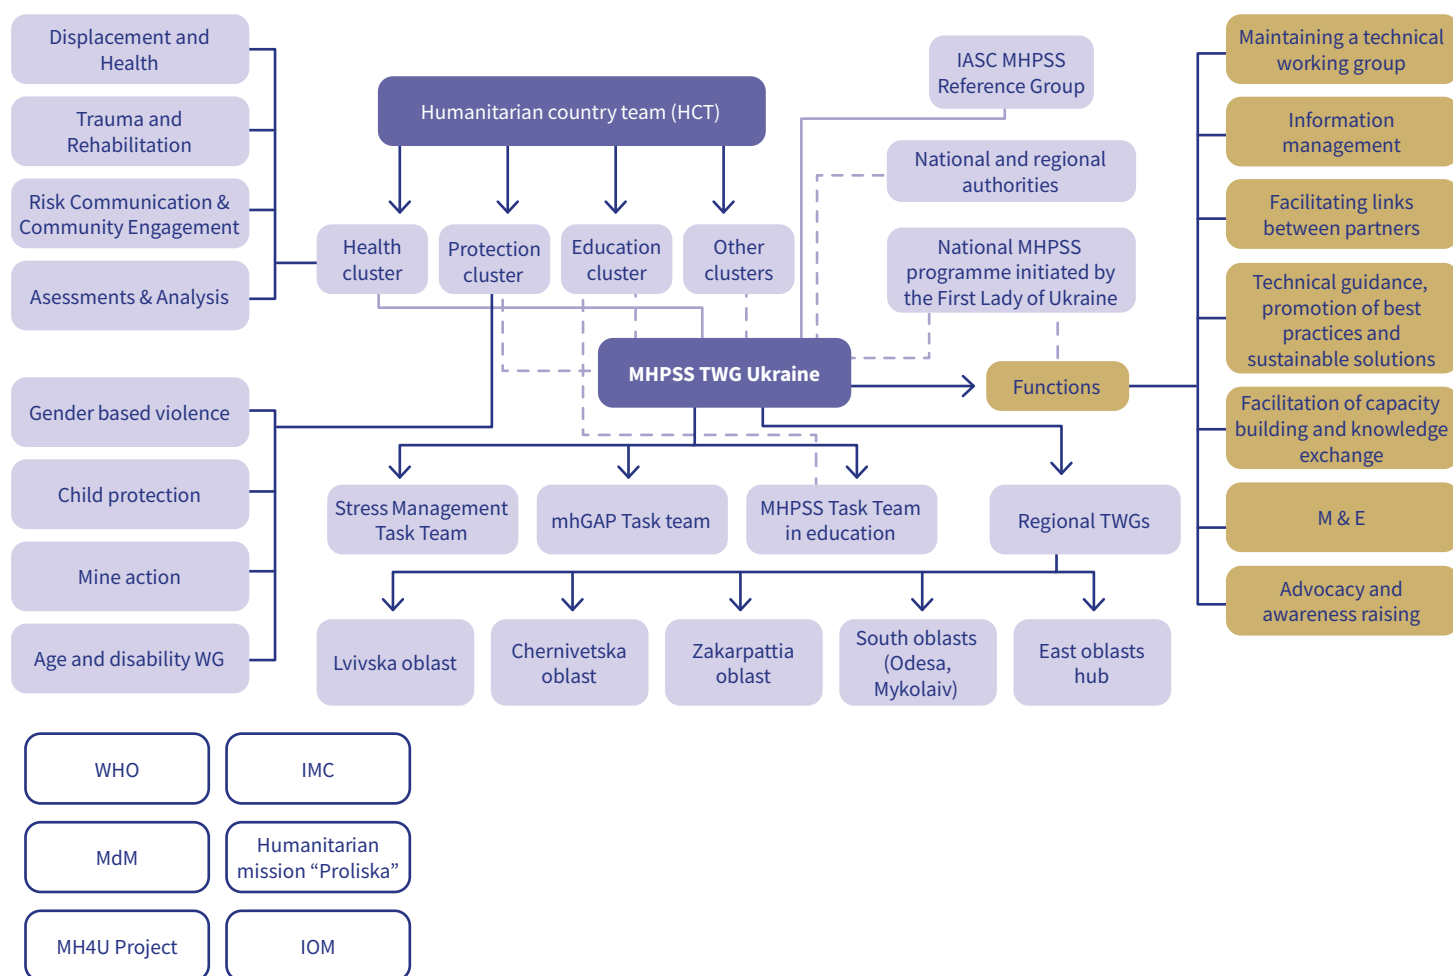 Displacement and
Health
Trauma and
Rehabilitation
Risk Communication &
Community Engagement
Asessments & Analysis
Humanitarian country team (HCT)
IASC MHPSS
Reference Group
National and regional
authorities
National MHPSS
programme initiated by
the First Lady of Ukraine
Health
cluster
Protection
cluster
Education
cluster
Other
clusters
MHPSS TWG Ukraine
Functions
Maintaining a technical
working group
Information
management
Facilitating links
between partners
Technical guidance,
promotion of best
practices and
sustainable solutions
Facilitation of capacity
building and knowledge
exchange
M & E
Advocacy and
awareness raising
Gender based violence
Child protection
Mine action
Age and disability WG
Stress Management
Task Team
mhGAP Task team
MHPSS Task Team
in education
Regional TWGs
Lvivska oblast
Chernivetska
oblast
Zakarpattia
oblast
South oblasts
(Odesa,
Mykolaiv)
East oblasts
hub
WHO
IMC
MdM
Humanitarian
mission “Proliska”
MH4U Project
IOM